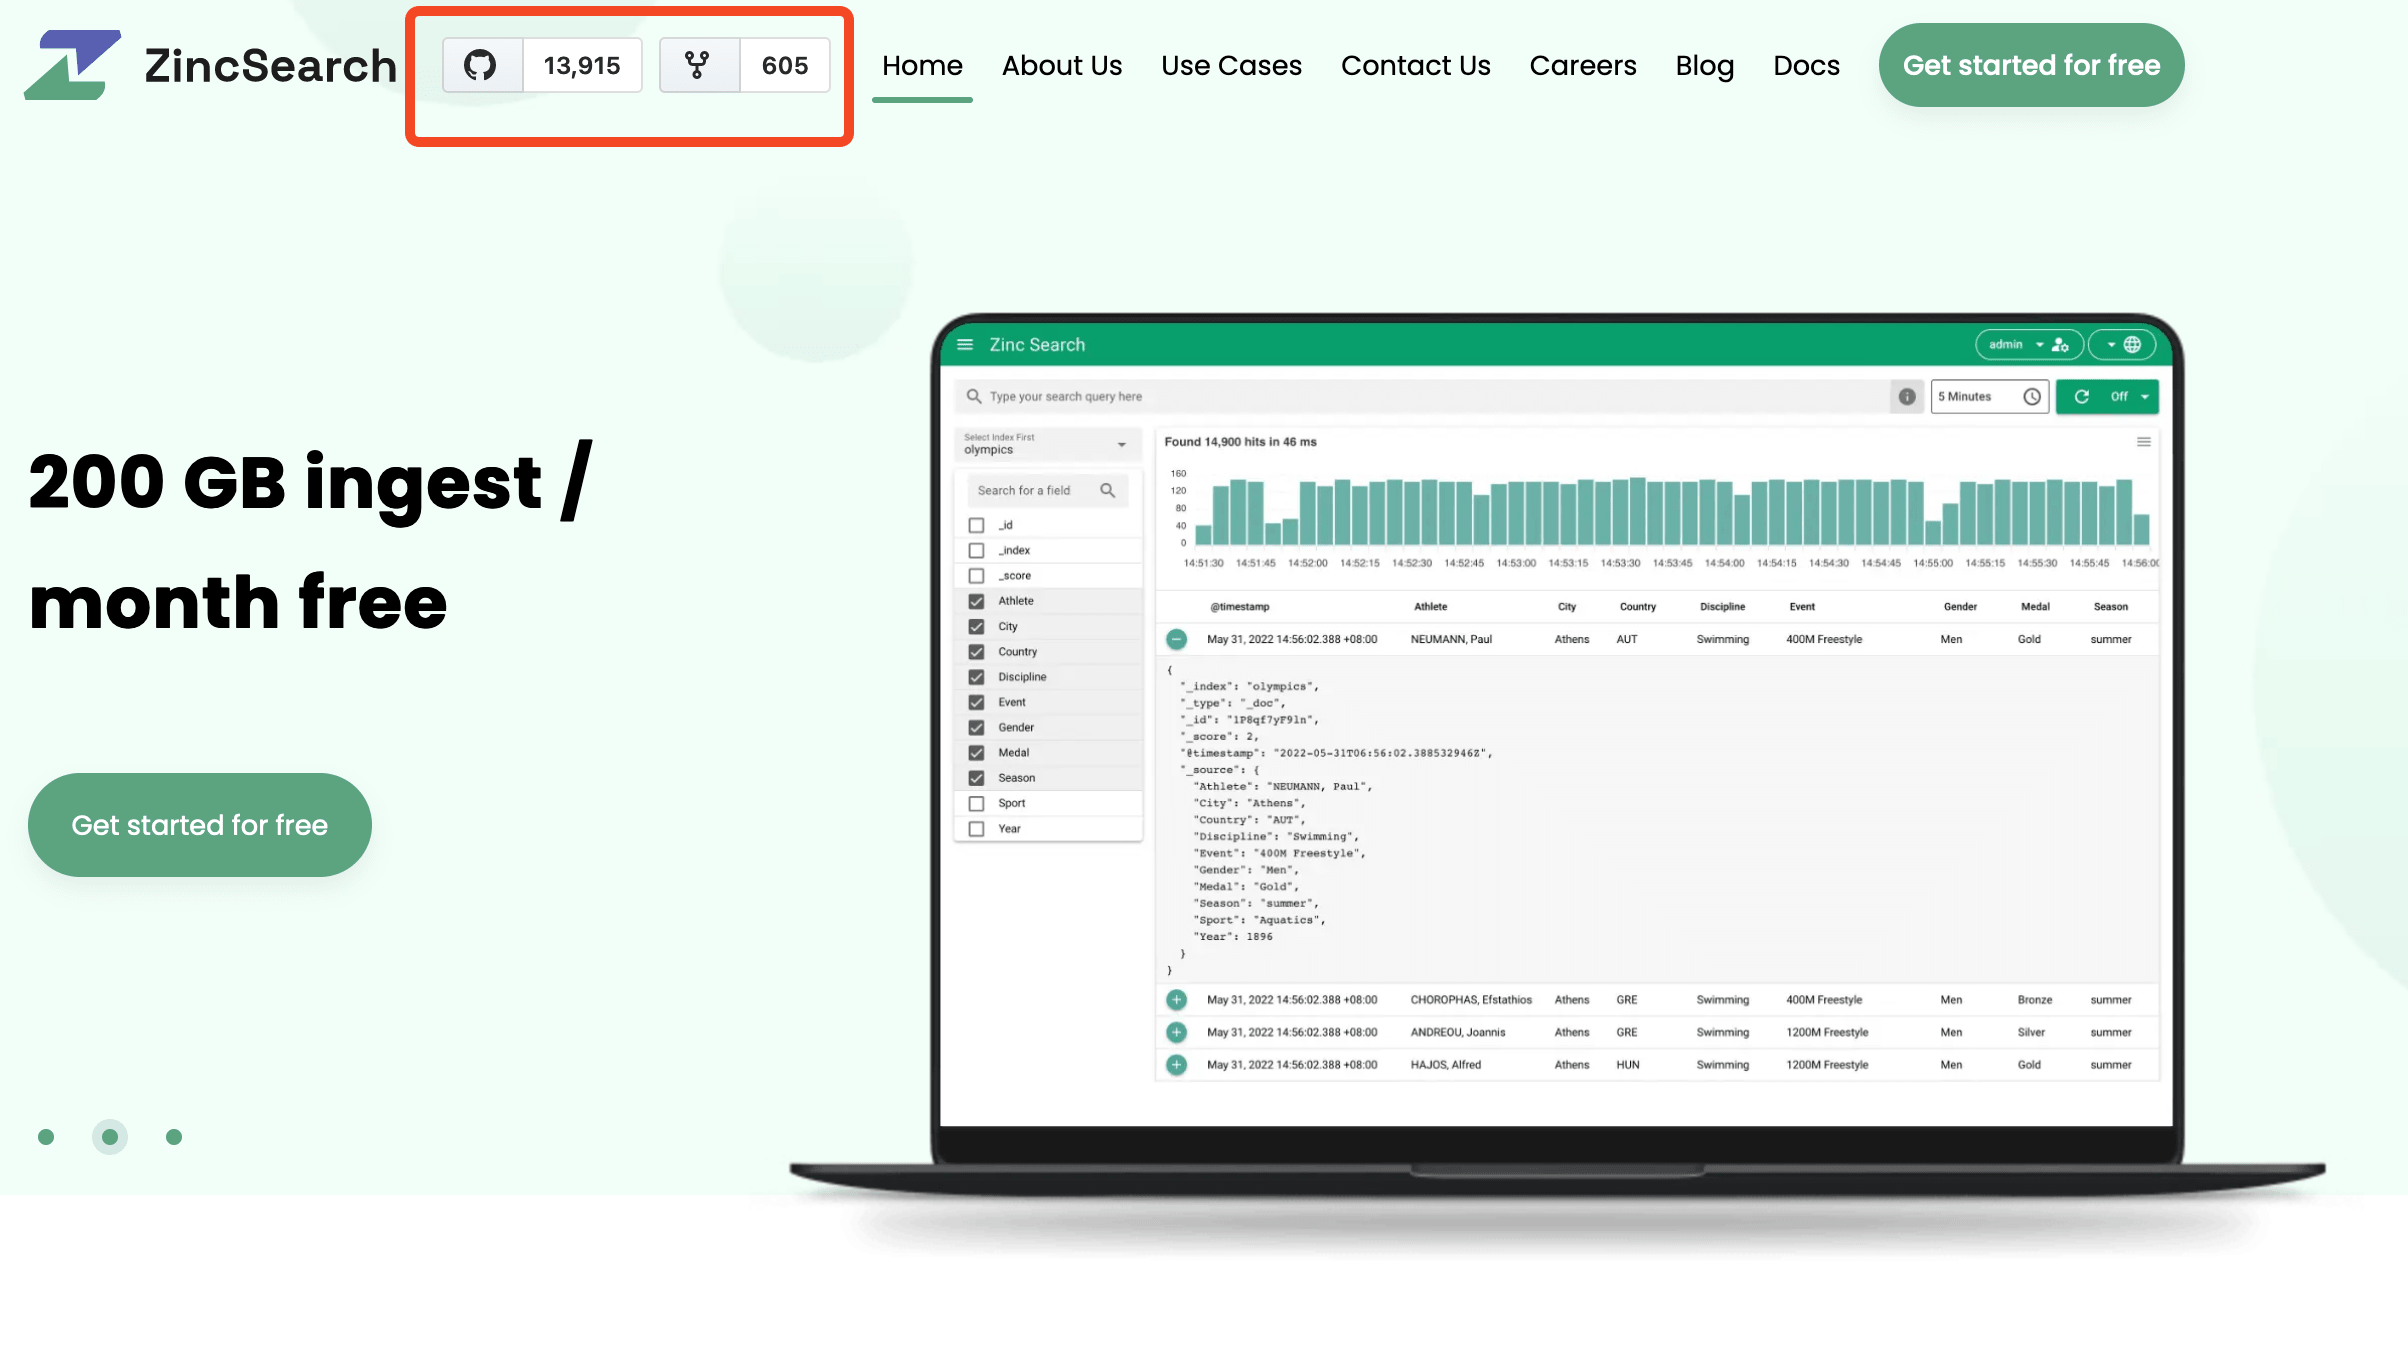 ZincSearch 13,915 605 Home About Us Use Cases Contact Us Careers Blog Docs Get started for free
200 GB ingest /
month free
Get started for free
Zinc Search admin
Type your search query here 5 Minutes Off
Select Index First
olympics
Search for a field
_id
_index
_score
Athlete
City
Country
Discipline
Event
Gender
Medal
Season
Sport
Year
Found 14,900 hits in 46 ms
160
120
80
40
0
14:51:30 14:51:45 14:52:00 14:52:15 14:52:30 14:52:45 14:53:00 14:53:15 14:53:30 14:53:45 14:54:00 14:54:15 14:54:30 14:54:45 14:55:00 14:55:15 14:55:30 14:55:45 14:56:00
@timestamp Athlete City Country Discipline Event Gender Medal Season
May 31, 2022 14:56:02.388 +08:00 NEUMANN, Paul Athens AUT Swimming 400M Freestyle Men Gold summer
{
"_index": "olympics",
"_type": "_doc",
"_id": "1P8qf7yF9ln",
"_score": 2,
"@timestamp": "2022-05-31T06:56:02.388532946Z",
"_source": {
"Athlete": "NEUMANN, Paul",
"City": "Athens",
"Country": "AUT",
"Discipline": "Swimming",
"Event": "400M Freestyle",
"Gender": "Men",
"Medal": "Gold",
"Season": "summer",
"Sport": "Aquatics",
"Year": 1896
}
}
May 31, 2022 14:56:02.388 +08:00 CHOROPHAS, Efstathios Athens GRE Swimming 400M Freestyle Men Bronze summer
May 31, 2022 14:56:02.388 +08:00 ANDREOU, Joannis Athens GRE Swimming 1200M Freestyle Men Silver summer
May 31, 2022 14:56:02.388 +08:00 HAJOS, Alfred Athens HUN Swimming 1200M Freestyle Men Gold summer